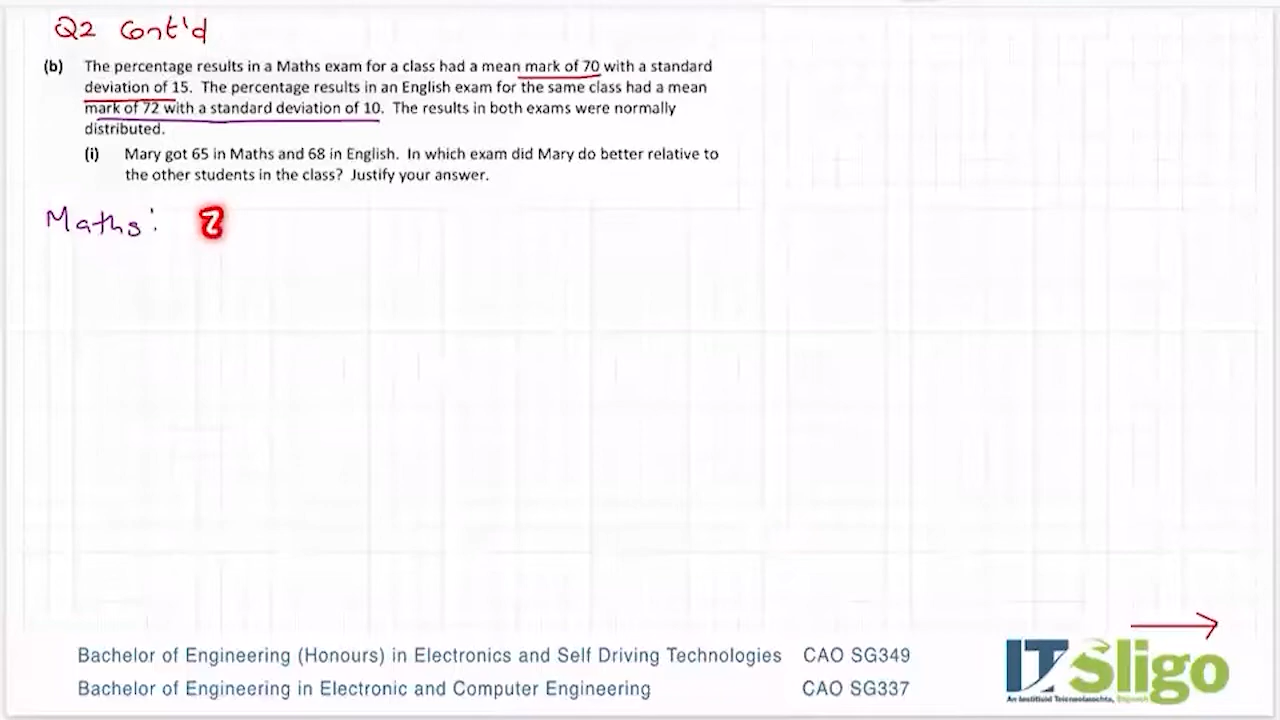 Q2 Cont'd
(b) The percentage results in a Maths exam for a class had a mean mark of 70 with a standard
deviation of 15. The percentage results in an English exam for the same class had a mean
mark of 72 with a standard deviation of 10. The results in both exams were normally
distributed.
(i) Mary got 65 in Maths and 68 in English. In which exam did Mary do better relative to
the other students in the class? Justify your answer.
Maths: Z
Bachelor of Engineering (Honours) in Electronics and Self Driving Technologies CAO SG349
Bachelor of Engineering in Electronic and Computer Engineering CAO SG337
IT Sligo
An Institiúid Teicneolaíochta, Sligeach